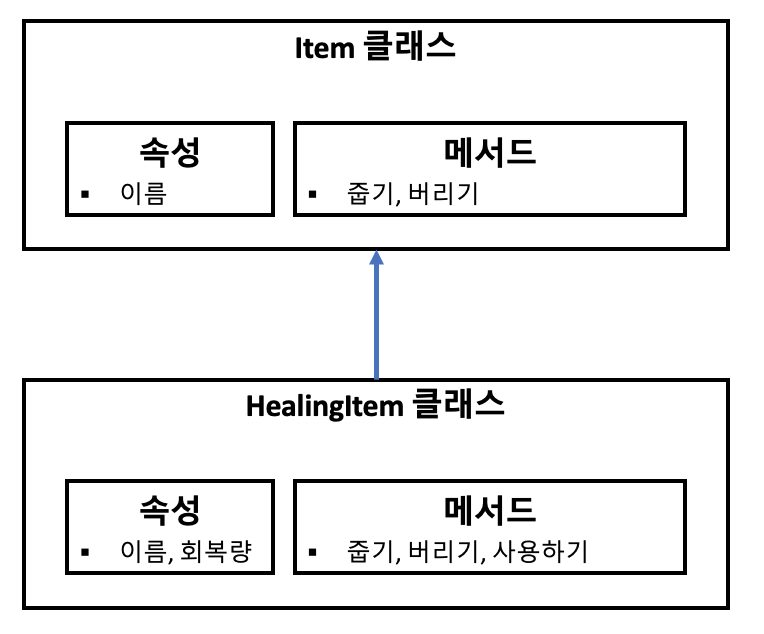 Item 클래스
속성
▪ 이름
메서드
▪ 줍기, 버리기
HealingItem 클래스
속성
▪ 이름, 회복량
메서드
▪ 줍기, 버리기, 사용하기